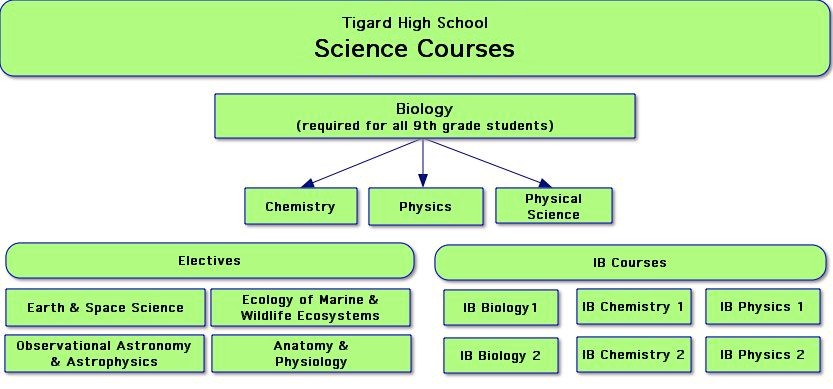 Tigard High School
Science Courses
Biology
(required for all 9th grade students)
Chemistry
Physics
Physical
Science
Electives
IB Courses
Earth & Space Science
Ecology of Marine &
Wildlife Ecosystems
IB Biology1
IB Chemistry 1
IB Physics 1
Observational Astronomy
& Astrophysics
Anatomy &
Physiology
IB Biology 2
IB Chemistry 2
IB Physics 2